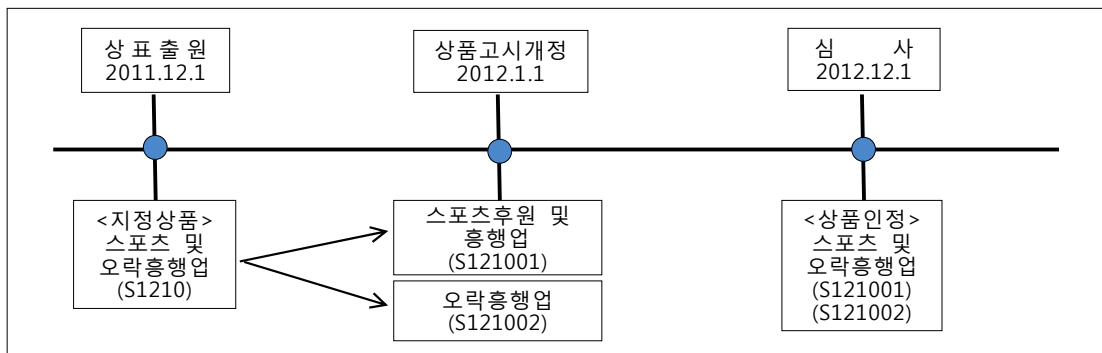 상 표 출 원
2011.12.1
상품고시개정
2012.1.1
심 사
2012.12.1
<지정상품>
스포츠 및
오락흥행업
(S1210)
스포츠후원 및
흥행업
(S121001)
오락흥행업
(S121002)
<상품인정>
스포츠 및
오락흥행업
(S121001)
(S121002)